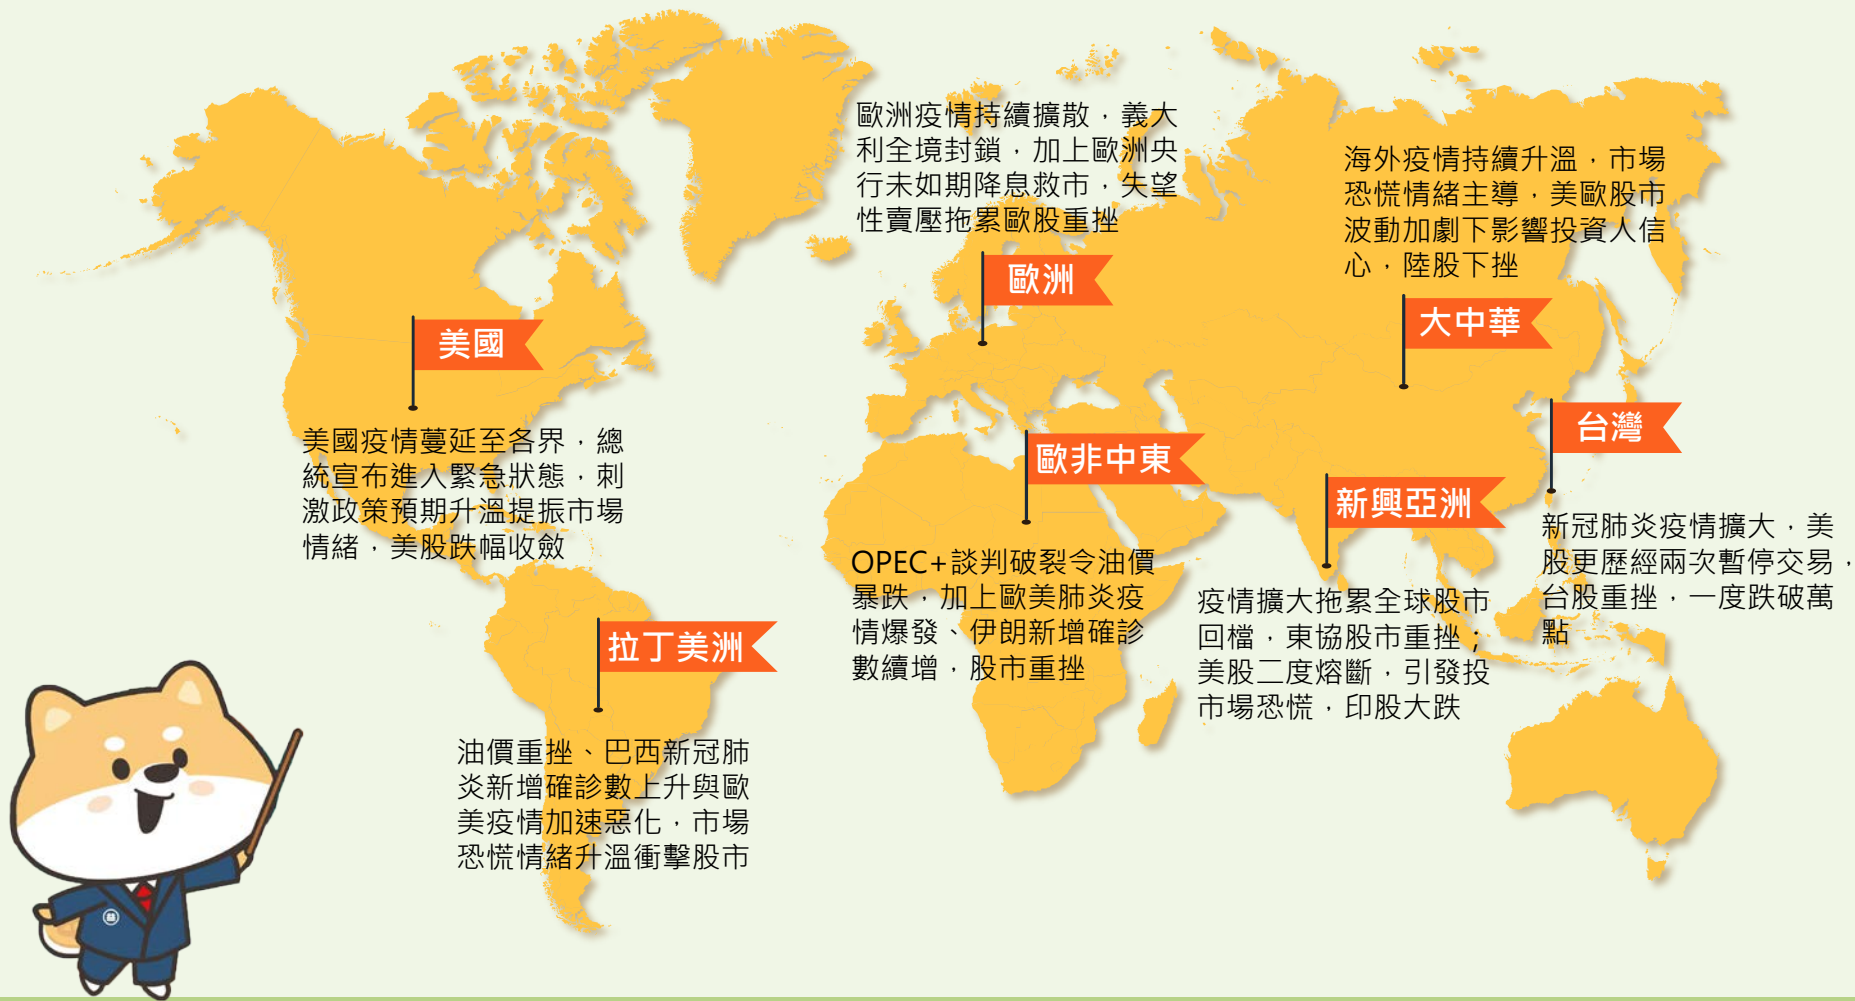 歐洲疫情持續擴散，義大
利全境封鎖，加上歐洲央
行未如期降息救市，失望
性賣壓拖累歐股重挫
歐洲
海外疫情持續升溫，市場
恐慌情緒主導，美歐股市
波動加劇下影響投資人信
心，陸股下挫
大中華
美國
美國疫情蔓延至各界，總
統宣布進入緊急狀態，刺
激政策預期升溫提振市場
情緒，美股跌幅收斂
台灣
新冠肺炎疫情擴大，美
股更歷經兩次暫停交易，
台股重挫，一度跌破萬
點
歐非中東
OPEC+談判破裂令油價
暴跌，加上歐美肺炎疫
情爆發、伊朗新增確診
數續增，股市重挫
新興亞洲
疫情擴大拖累全球股市
回檔，東協股市重挫；
美股二度熔斷，引發投
市場恐慌，印股大跌
拉丁美洲
油價重挫、巴西新冠肺
炎新增確診數上升與歐
美疫情加速惡化，市場
恐慌情緒升溫衝擊股市